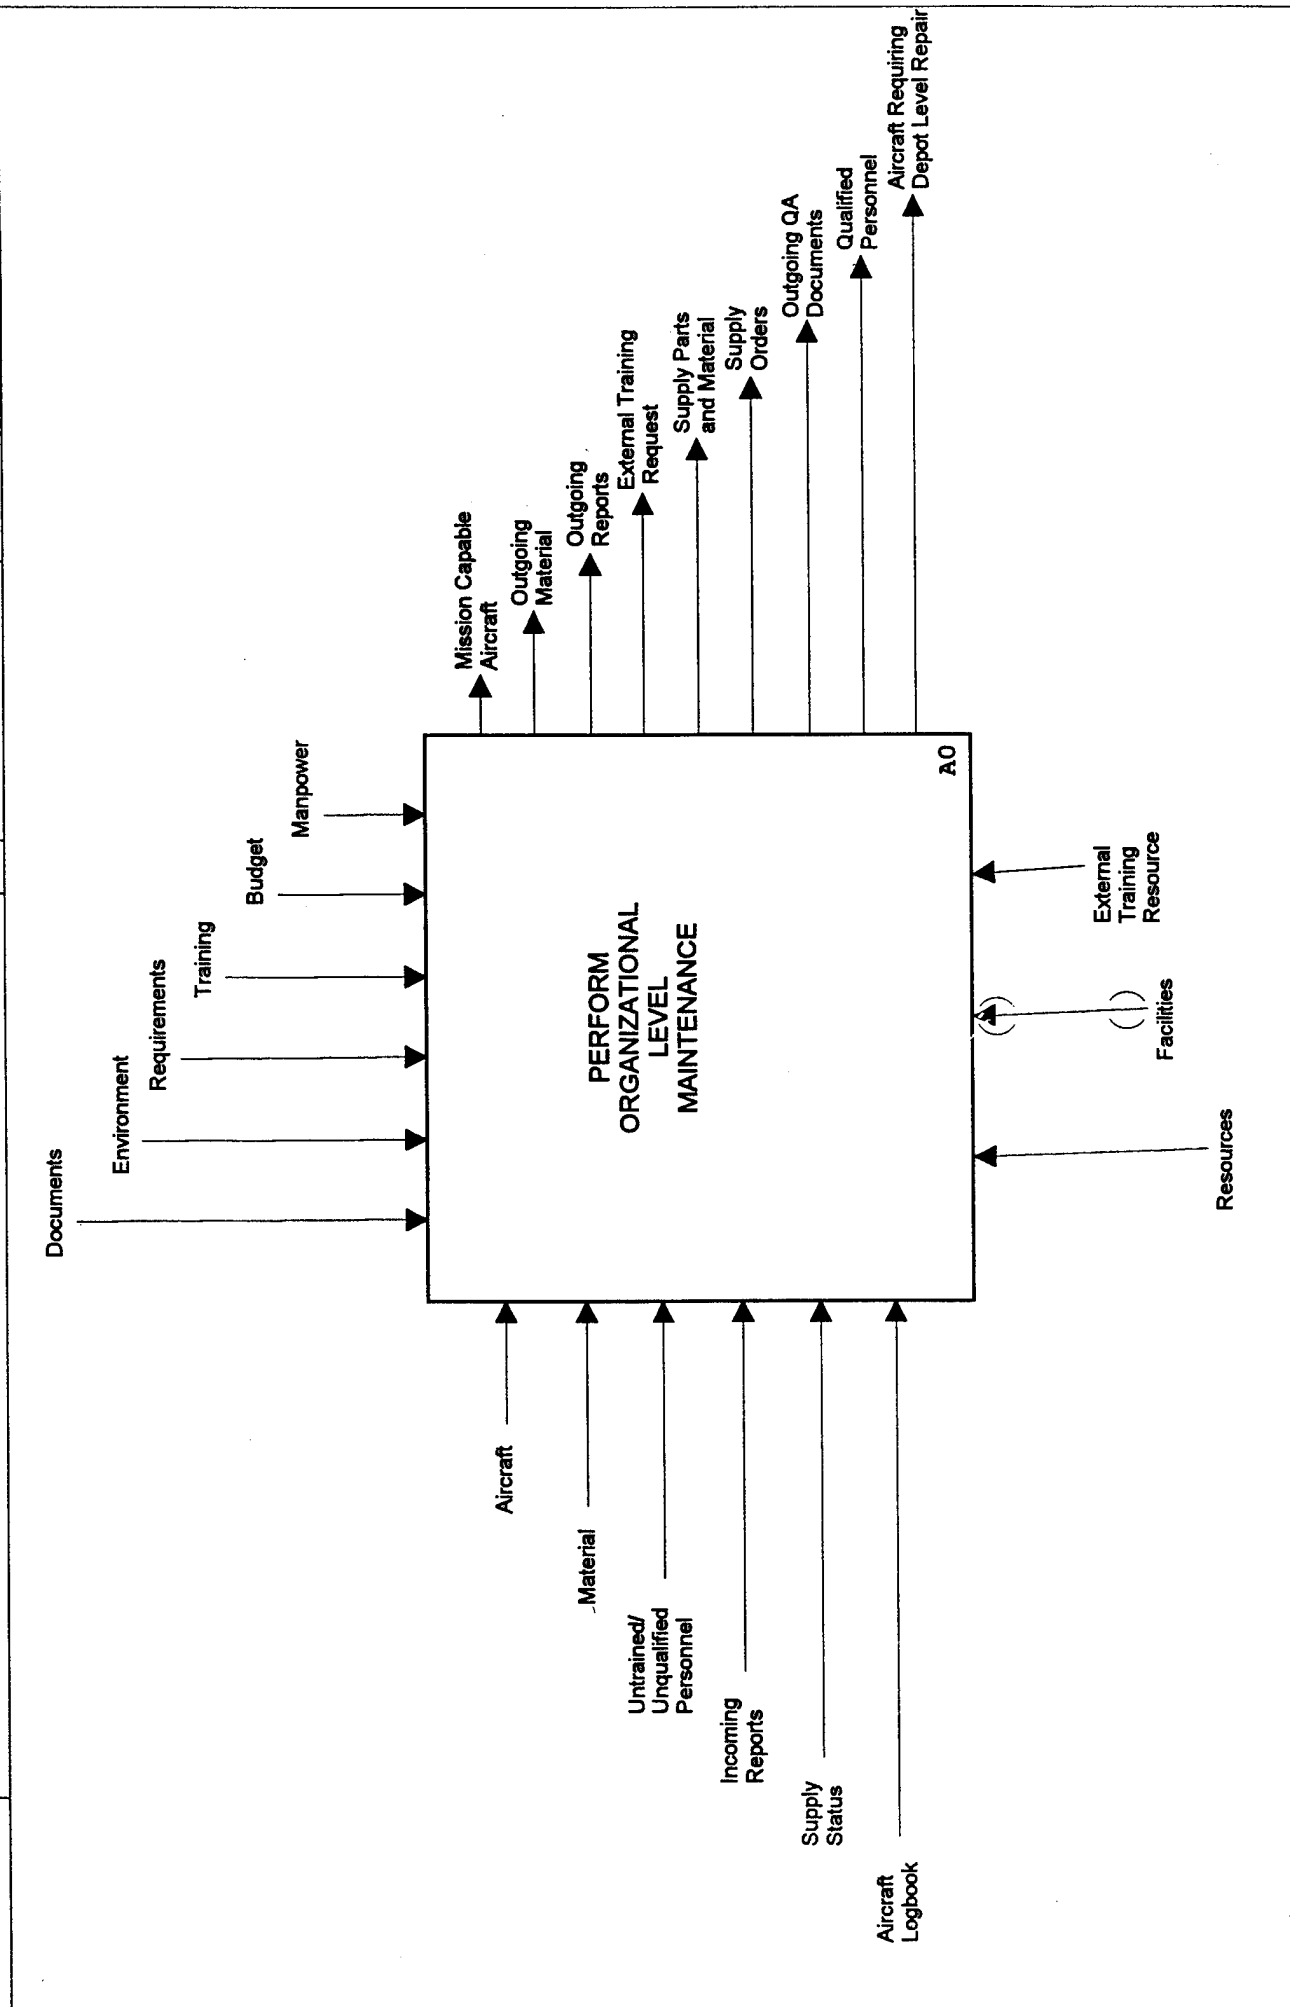 Documents
Environment
Requirements
Training
Budget
Manpower
Aircraft
Material
Untrained/
Unqualified
Personnel
Incoming
Reports
Supply
Status
Aircraft
Logbook
PERFORM
ORGANIZATIONAL
LEVEL
MAINTENANCE
A0
Mission Capable
Aircraft
Outgoing
Material
Outgoing
Reports
External Training
Request
Supply Parts
and Material
Supply
Orders
Outgoing QA
Documents
Qualified
Personnel
Aircraft Requiring
Depot Level Repair
Resources
Facilities
External
Training
Resource